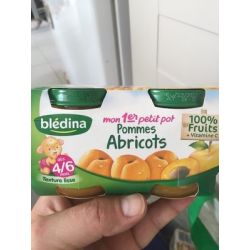 blédina
mon 1er petit pot
Pommes
Abricots
100%
Fruits
+ Vitamine C
dès
4/6
mois
Texture lisse